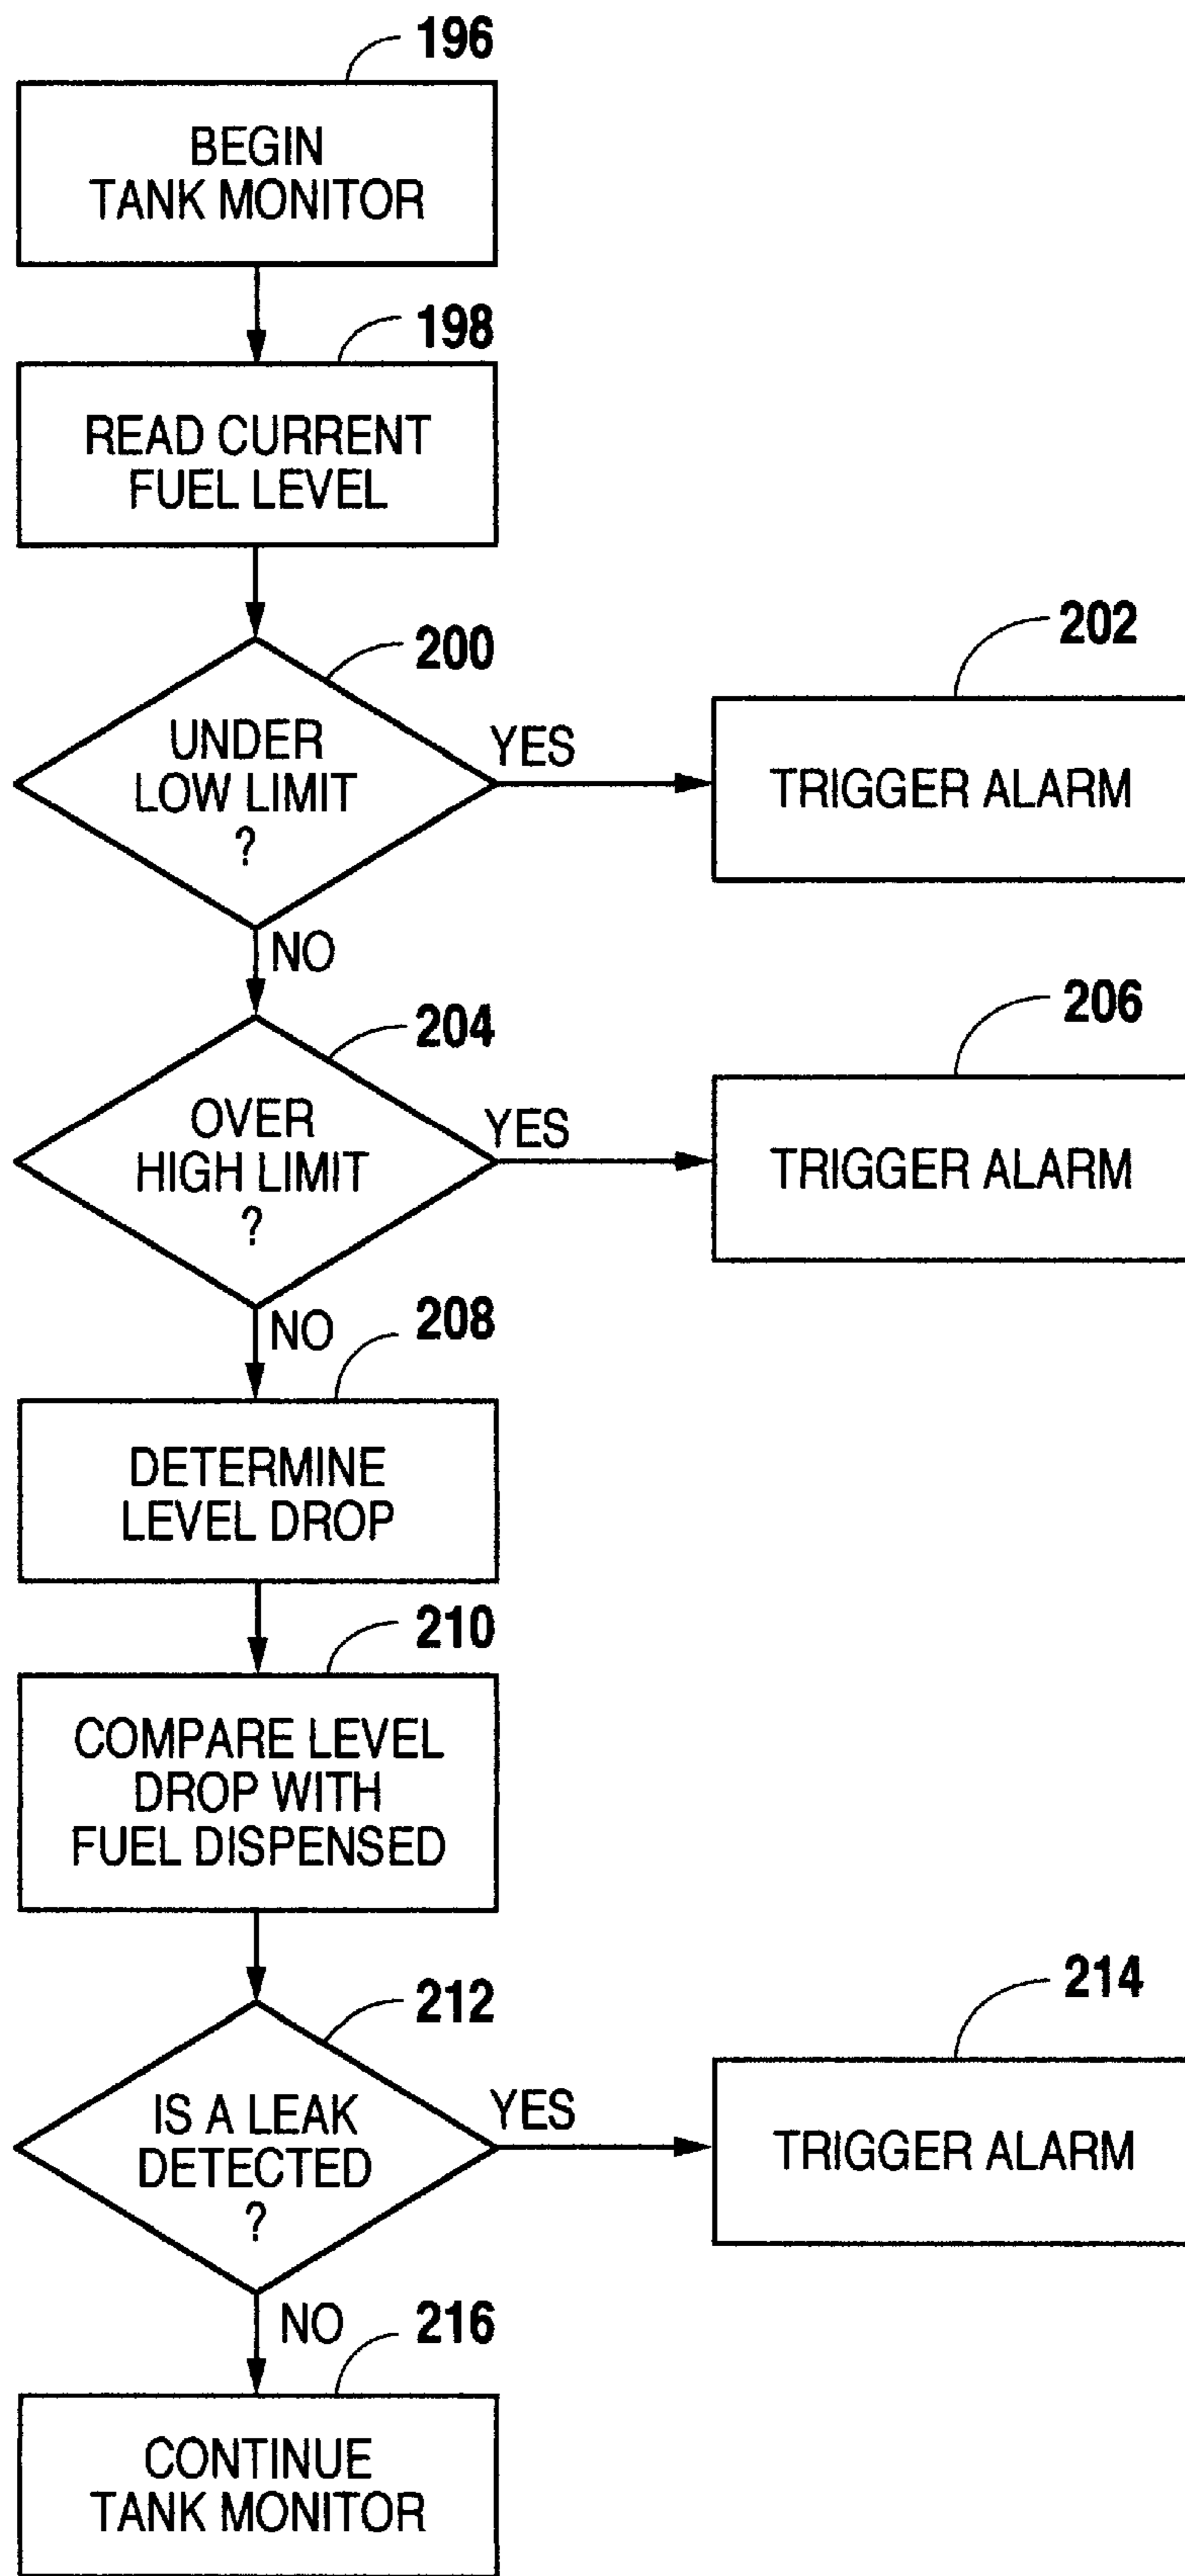 196
BEGIN
TANK MONITOR
198
READ CURRENT
FUEL LEVEL
200
UNDER
LOW LIMIT
?
YES
202
TRIGGER ALARM
NO
204
OVER
HIGH LIMIT
?
YES
206
TRIGGER ALARM
NO
208
DETERMINE
LEVEL DROP
210
COMPARE LEVEL
DROP WITH
FUEL DISPENSED
212
IS A LEAK
DETECTED
?
YES
214
TRIGGER ALARM
NO
216
CONTINUE
TANK MONITOR